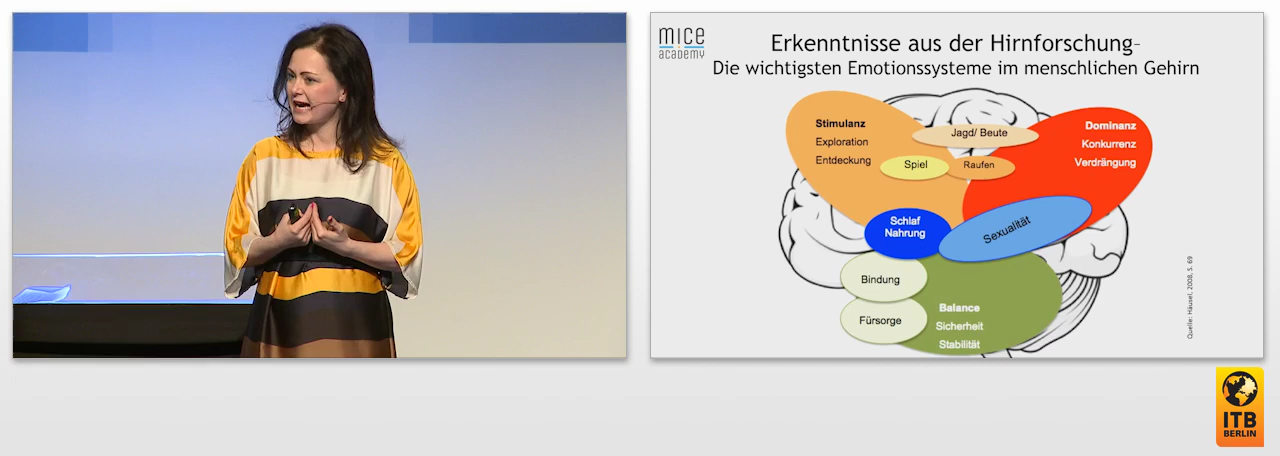 mice
academy
Erkenntnisse aus der Hirnforschung–
Die wichtigsten Emotionssysteme im menschlichen Gehirn
Stimulanz
Exploration
Entdeckung
Jagd/ Beute
Spiel
Raufen
Dominanz
Konkurrenz
Verdrängung
Schlaf
Nahrung
Sexualität
Bindung
Fürsorge
Balance
Sicherheit
Stabilität
Quelle: Häusel, 2008, S. 69
ITB
BERLIN